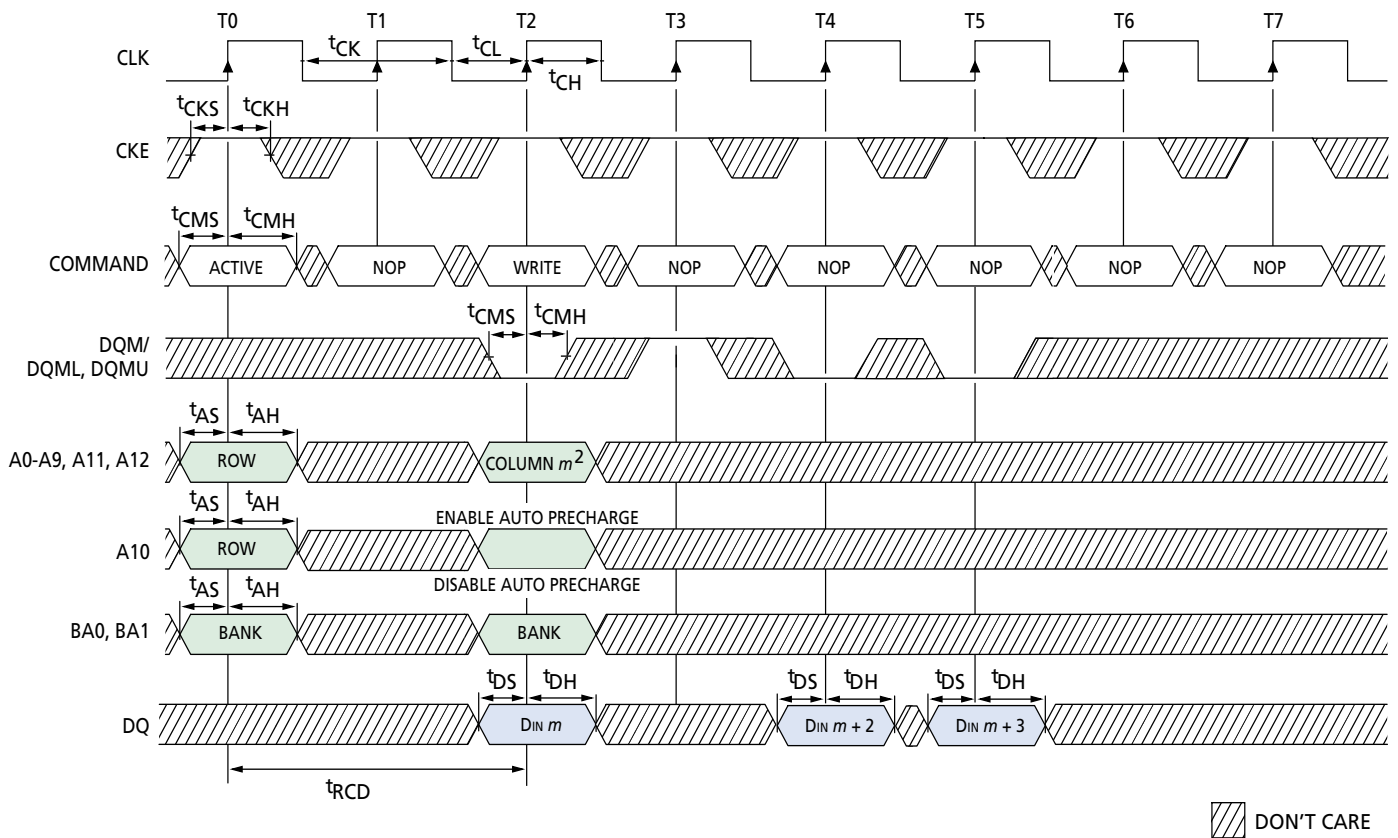 T0 T1 T2 T3 T4 T5 T6 T7
CLK
tCK tCL
tCH
tCKS tCKH
CKE
tCMS tCMH
COMMAND ACTIVE NOP WRITE NOP NOP NOP NOP NOP
tCMS tCMH
DQM/
DQML, DQMU
tAS tAH
A0-A9, A11, A12 ROW COLUMN m2
tAS tAH
ENABLE AUTO PRECHARGE
A10 ROW
DISABLE AUTO PRECHARGE
tAS tAH
BA0, BA1 BANK BANK
tDS tDH tDS tDH tDS tDH
DQ DIN m DIN m + 2 DIN m + 3
tRCD
DON'T CARE